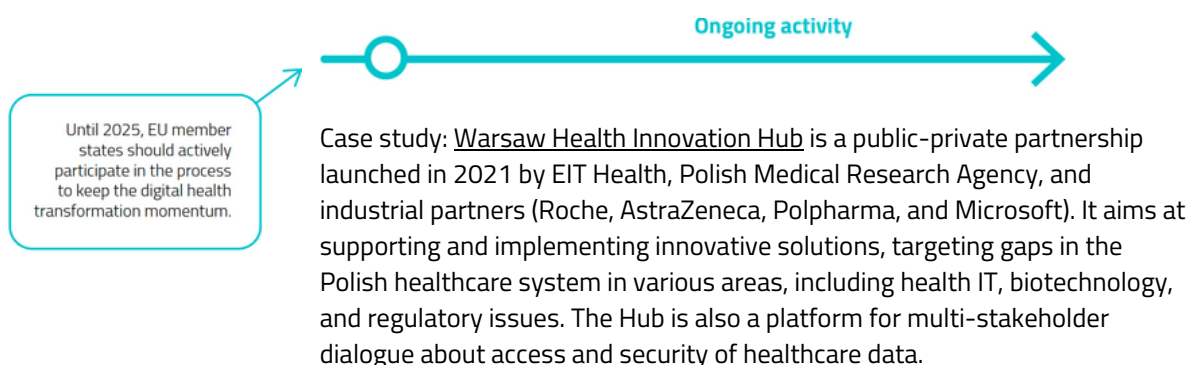 Ongoing activity
Until 2025, EU member
states should actively
participate in the process
to keep the digital health
transformation momentum.
Case study: Warsaw Health Innovation Hub is a public-private partnership
launched in 2021 by EIT Health, Polish Medical Research Agency, and
industrial partners (Roche, AstraZeneca, Polpharma, and Microsoft). It aims at
supporting and implementing innovative solutions, targeting gaps in the
Polish healthcare system in various areas, including health IT, biotechnology,
and regulatory issues. The Hub is also a platform for multi-stakeholder
dialogue about access and security of healthcare data.